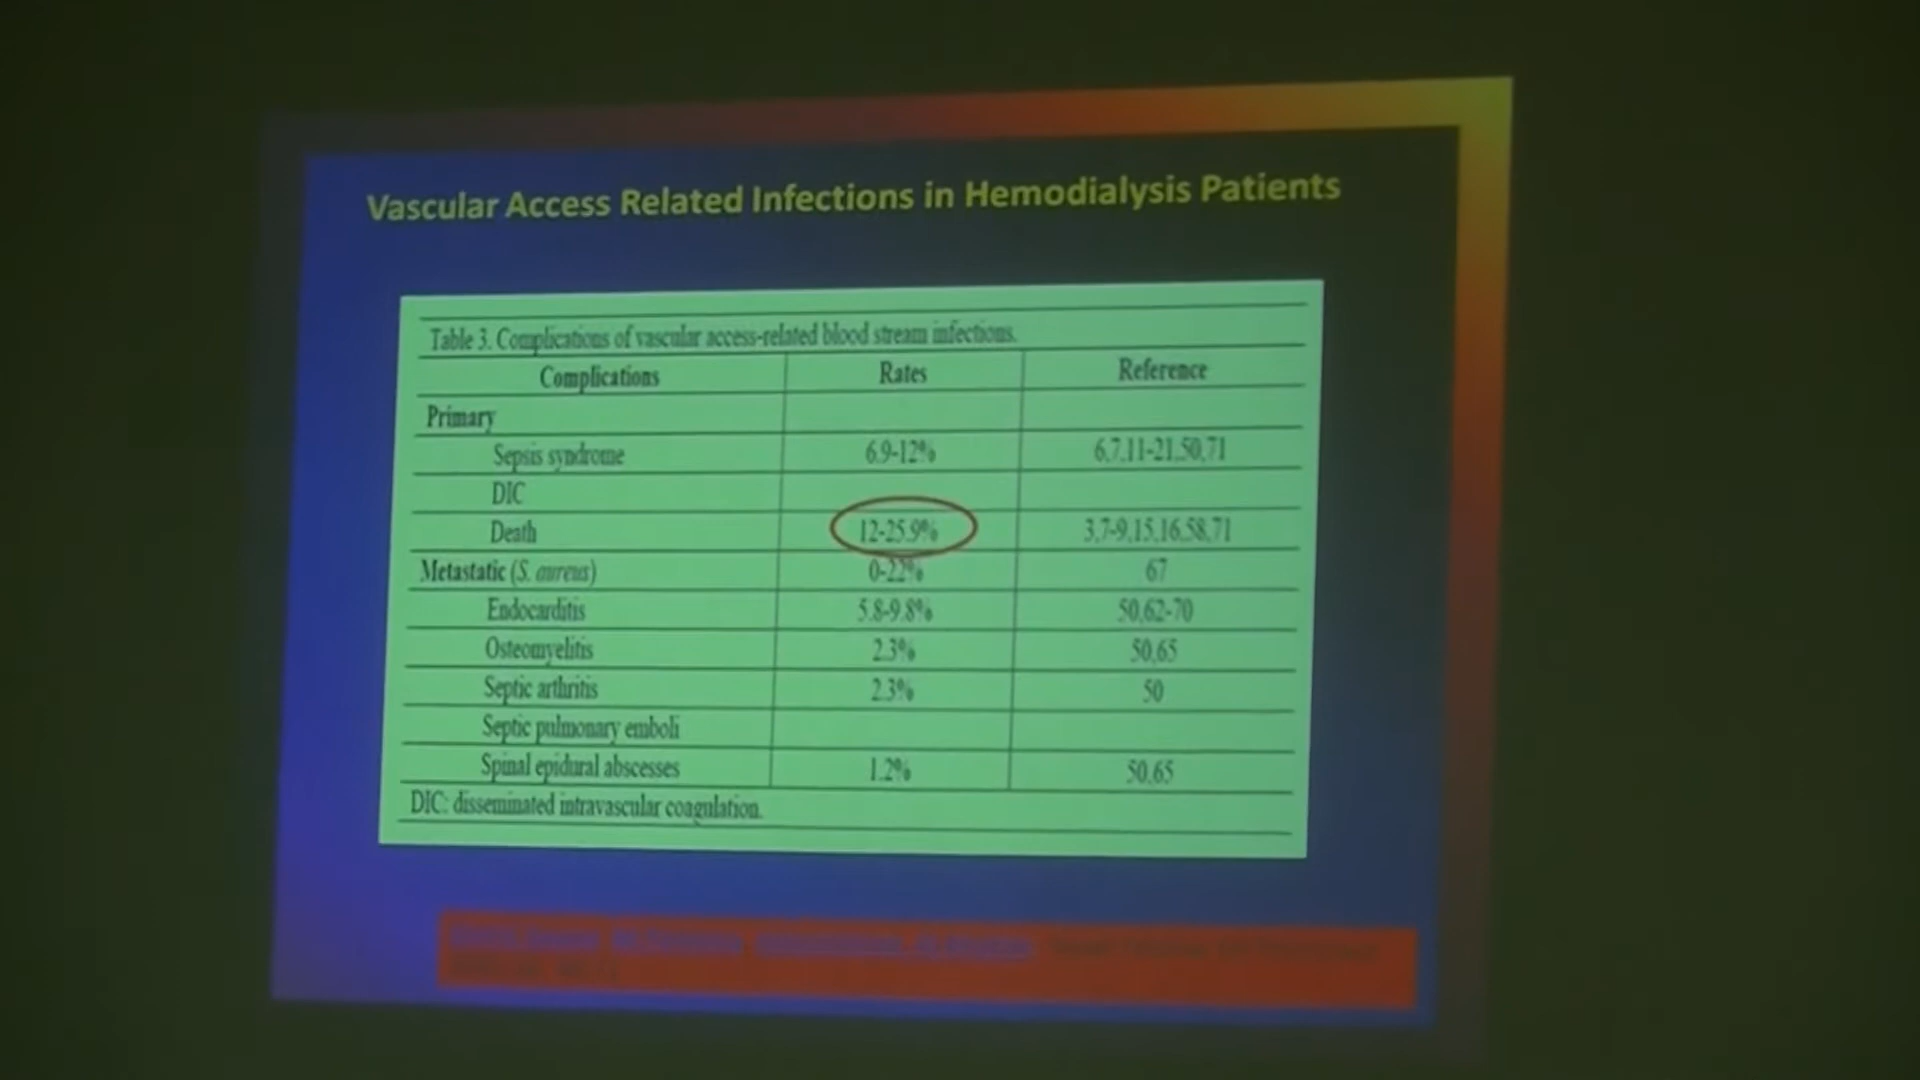 Vascular Access Related Infections in Hemodialysis Patients
Table 3. Complications of vascular access-related blood stream infections.
Complications Rates Reference
Primary
Sepsis syndrome 6.9-12% 6,7,11-21,50,71
DIC
Death 12-25.9% 3,7-9,15,16,58,71
Metastatic (S. aureus) 0-22% 67
Endocarditis 5.8-9.8% 50,62-70
Osteomyelitis 2.3% 50,65
Septic arthritis 2.3% 50
Septic pulmonary emboli
Spinal epidural abscesses 1.2% 50,65
DIC: disseminated intravascular coagulation.